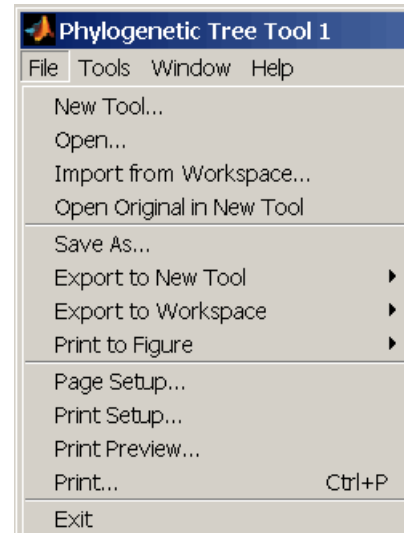 Phylogenetic Tree Tool 1
File Tools Window Help
New Tool...
Open...
Import from Workspace...
Open Original in New Tool
Save As...
Export to New Tool
Export to Workspace
Print to Figure
Page Setup...
Print Setup...
Print Preview...
Print... Ctrl+P
Exit